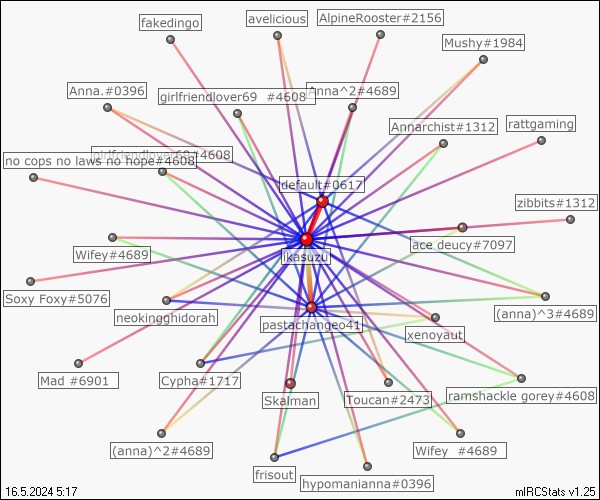 fakedingo
avelicious
AlpineRooster#2156
Mushy#1984
Anna.#0396
girlfriendlover69 #4608
Anna^2#4689
Annarchist#1312
rattgaming
girlfriendlover69#4608
no cops no laws no hope#4608
default#0617
zibbits#1312
Wifey#4689
ikasuzu
ace deucy#7097
Soxy Foxy#5076
neokingghidorah
pastachangeo41
xenoyaut
(anna)^3#4689
Mad #6901
Cypha#1717
Skalman
Toucan#2473
ramshackle gorey#4608
(anna)^2#4689
frisout
hypomanianna#0396
Wifey #4689
16.5.2024 5:17
mIRCStats v1.25